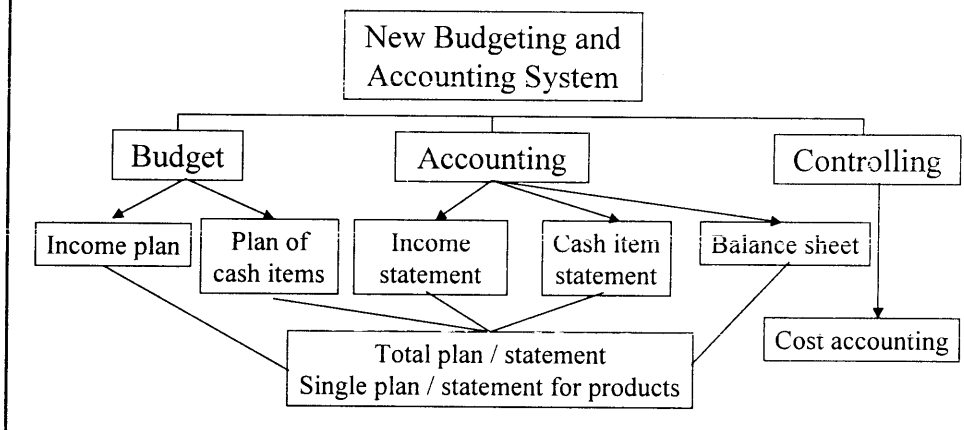 New Budgeting and
Accounting System
Budget
Accounting
Controlling
Income plan
Plan of
cash items
Income
statement
Cash item
statement
Balance sheet
Cost accounting
Total plan / statement
Single plan / statement for products